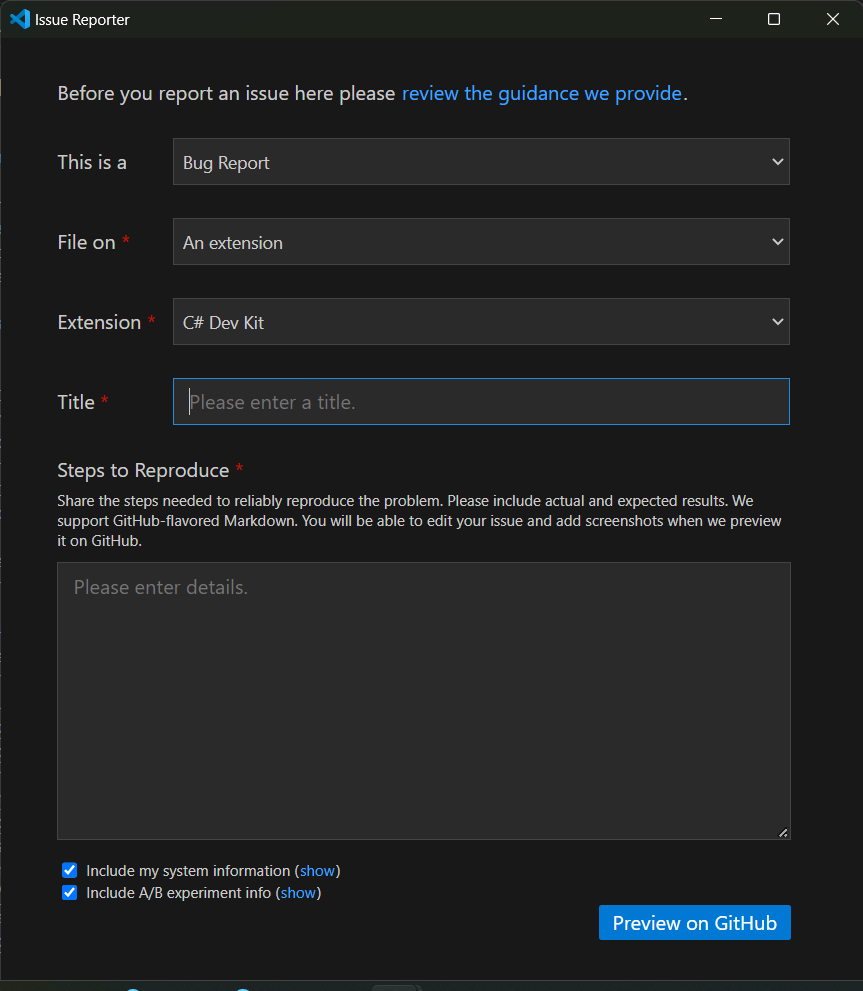 Issue Reporter
Before you report an issue here please review the guidance we provide.
This is a
Bug Report
File on *
An extension
Extension *
C# Dev Kit
Title *
Please enter a title.
Steps to Reproduce *
Share the steps needed to reliably reproduce the problem. Please include actual and expected results. We
support GitHub-flavored Markdown. You will be able to edit your issue and add screenshots when we preview
it on GitHub.
Please enter details.
Include my system information (show)
Include A/B experiment info (show)
Preview on GitHub